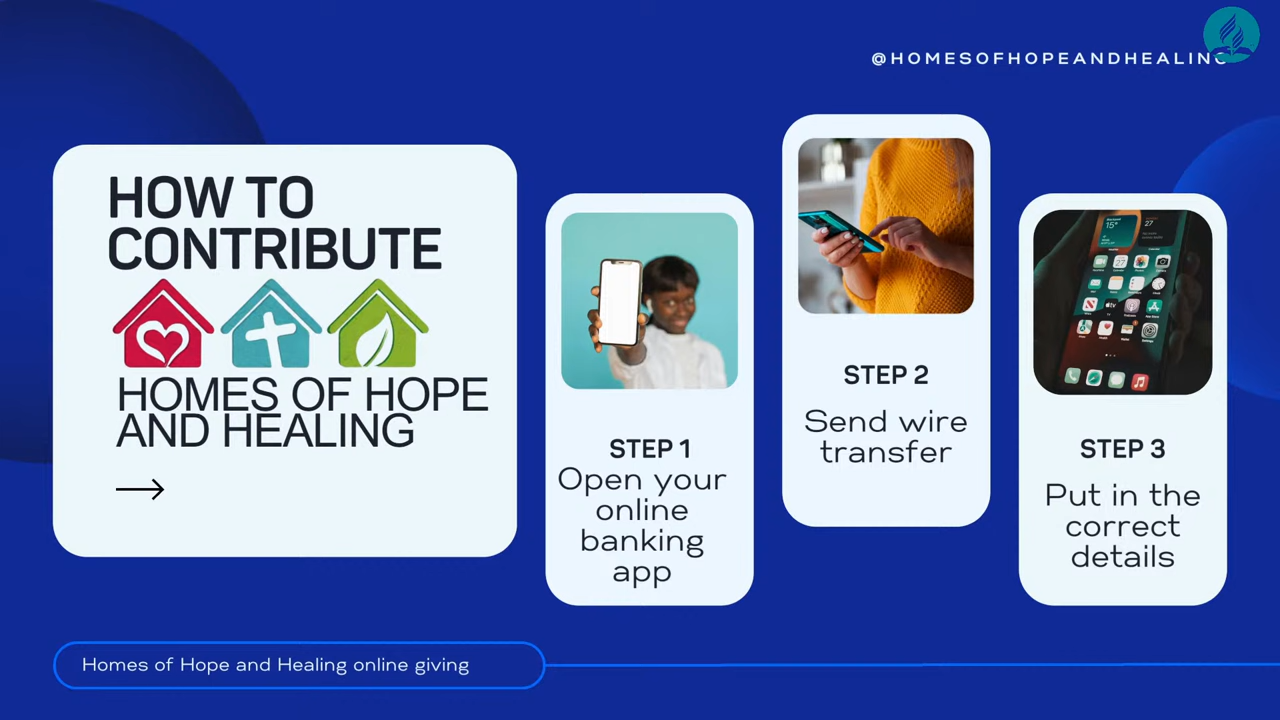 @HOMESOFHOPEANDHEALING
HOW TO
CONTRIBUTE
HOMES OF HOPE
AND HEALING
STEP 1
Open your
online
banking
app
STEP 2
Send wire
transfer
STEP 3
Put in the
correct
details
Homes of Hope and Healing online giving